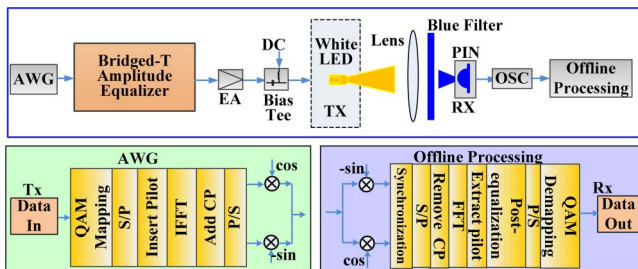 AWG
Bridged-T
Amplitude
Equalizer
EA
DC
Bias
Tee
White
LED
TX
Lens
Blue Filter
PIN
RX
OSC
Offline
Processing
AWG
Tx
Data
In
QAM
Mapping
S/P
Insert Pilot
IFFT
Add CP
P/S
cos
-sin
Offline Processing
-sin
cos
Synchronization
S/P
Remove CP
FFT
Extract pilot
Post-
equalization
P/S
QAM
Demapping
Rx
Data
Out